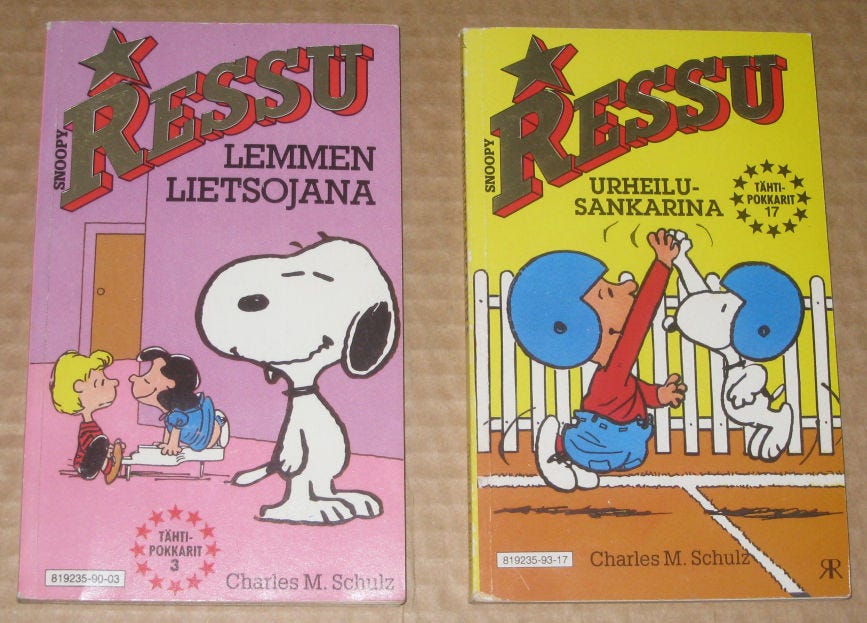 RESSU
SNOOPY
LEMMEN
LIETSOJANA
TÄHTI-
POKKARIT
3
819235-90-03
Charles M. Schulz
RESSU
SNOOPY
URHEILU-
SANKARINA
TÄHTI-
POKKARIT
17
819235-93-17
Charles M. Schulz
RR